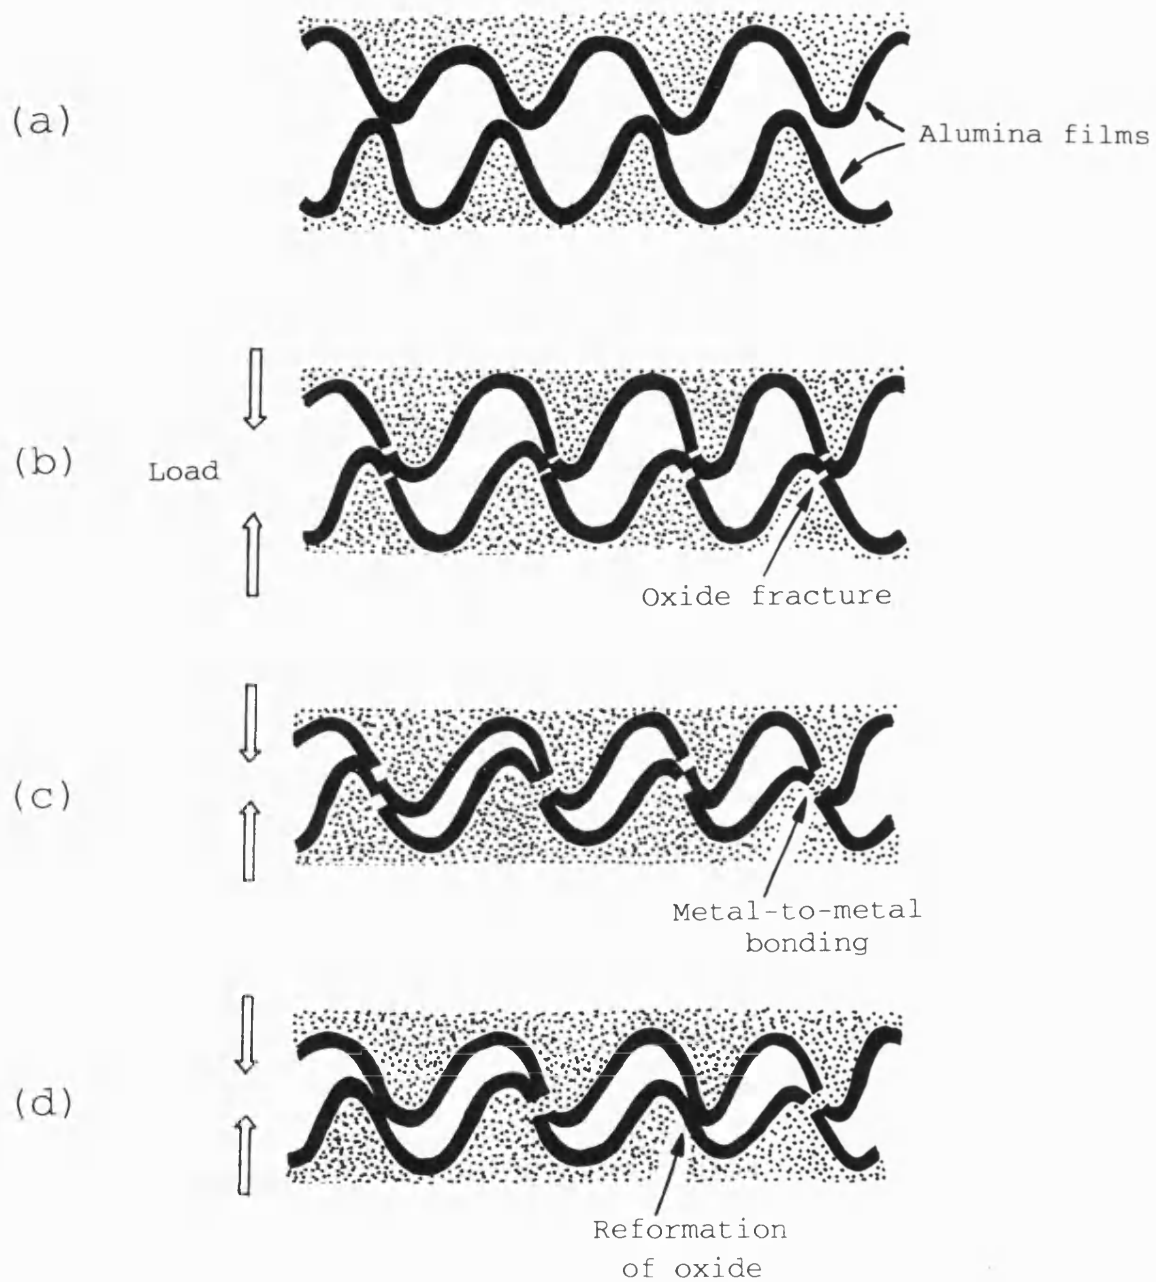 (a)
Alumina films
(b)
Load
Oxide fracture
(c)
Metal-to-metal
bonding
(d)
Reformation
of oxide